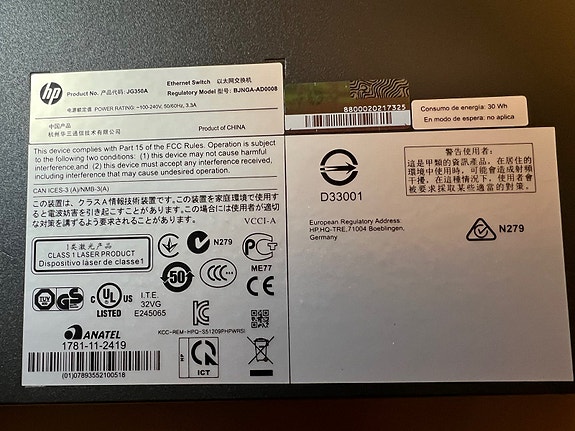 hp
Product No. 产品代码: JG350A
Ethernet Switch 以太网交换机
Regulatory Model 型号: BJNGA-AD0008
电源额定值. POWER RATING: ~100-240V, 50/60Hz, 3.3A
中国产品
杭州华三通信技术有限公司
Product of CHINA
This device complies with Part 15 of the FCC Rules. Operation is subject
to the following two conditions: (1) this device may not cause harmful
interference,and (2) this device must accept any interference received,
including interference that may cause undesired operation.
CAN ICES-3 (A)/NMB-3(A)
この装置は、クラスA情報技術装置です。この装置を家庭環境で使用する
と電波妨害を引き起こすことがあります。この場合には使用者が適切
な対策を講ずるよう要求されることがあります。
VCCI-A
1类激光产品
CLASS 1 LASER PRODUCT
Dispositivo láser de classe1
N279
ME77
50
CCC
CE
TÜV
GS
c UL US
LISTED
I.T.E.
32VG
E245065
KCC-REM-HPQ-S51209PHPWRSI
ANATEL
1781-11-2419
(01)07893552100518
HP
ICT
8800020217325
Consumo de energía: 30 Wh
En modo de espera: no aplica
D33001
警告使用者:
這是甲類的資訊產品, 在居住的
環境中使用時, 可能會造成射頻
干擾, 在這種情況下, 使用者會
被要求採取某些適當的對策。
European Regulatory Address:
HP,HQ-TRE,71004 Boeblingen,
Germany
N279